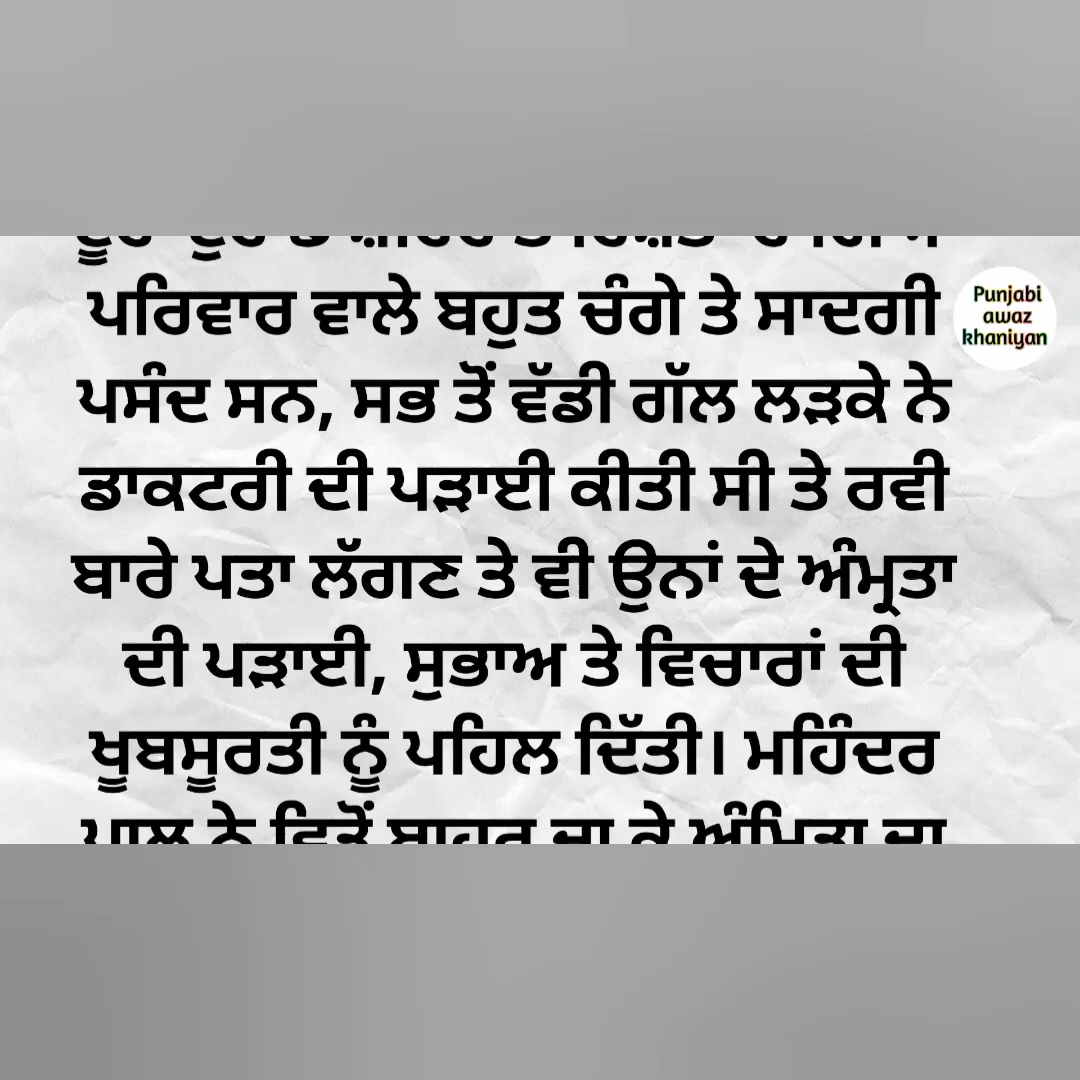 ਪਰਿਵਾਰ ਵਾਲੇ ਬਹੁਤ ਚੰਗੇ ਤੇ ਸਾਦਗੀ
ਪਸੰਦ ਸਨ, ਸਭ ਤੋਂ ਵੱਡੀ ਗੱਲ ਲੜਕੇ ਨੇ
ਡਾਕਟਰੀ ਦੀ ਪੜਾਈ ਕੀਤੀ ਸੀ ਤੇ ਰਵੀ
ਬਾਰੇ ਪਤਾ ਲੱਗਣ ਤੇ ਵੀ ਉਨਾਂ ਦੇ ਅੰਮ੍ਰਤਾ
ਦੀ ਪੜਾਈ, ਸੁਭਾਅ ਤੇ ਵਿਚਾਰਾਂ ਦੀ
ਖੂਬਸੂਰਤੀ ਨੂੰ ਪਹਿਲ ਦਿੱਤੀ। ਮਹਿੰਦਰ
Punjabi
awaz
khaniyan